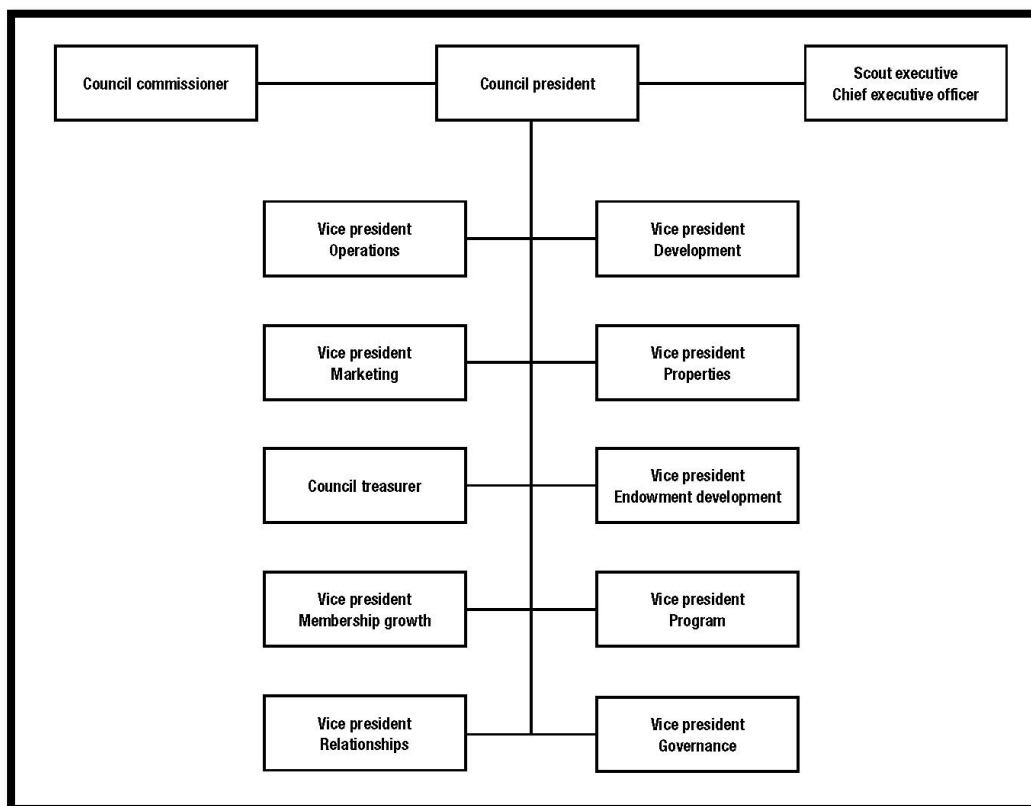 Council commissioner
Council president
Scout executive
Chief executive officer
Vice president
Operations
Vice president
Development
Vice president
Marketing
Vice president
Properties
Council treasurer
Vice president
Endowment development
Vice president
Membership growth
Vice president
Program
Vice president
Relationships
Vice president
Governance